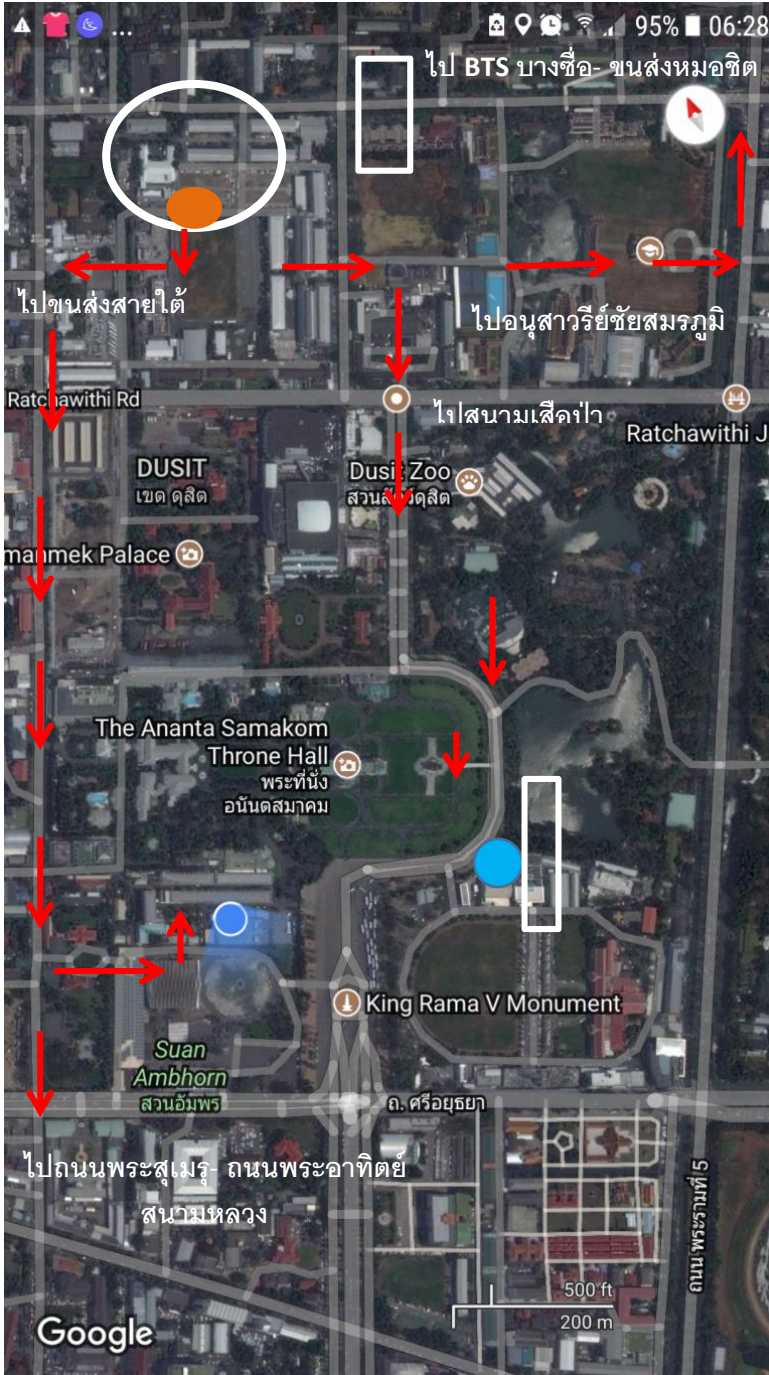 ... 95% 06:28
ไป BTS บางซื่อ- ขนส่งหมอชิต
ไปขนส่งสายใต้
ไปอนุสาวรีย์ชัยสมรภูมิ
Ratchawithi Rd
ไปสนามเสือป่า
Ratchawithi J
DUSIT
เขต ดุสิต
Dusit Zoo
สวนสัตว์ดุสิต
manmek Palace
The Ananta Samakom
Throne Hall
พระที่นั่ง
อนันตสมาคม
King Rama V Monument
Suan
Ambhorn
สวนอัมพร
ถ. ศรีอยุธยา
ไปถนนพระสุเมรุ- ถนนพระอาทิตย์
สนามหลวง
ถนน พระรามที่ 5
500 ft
200 m
Google